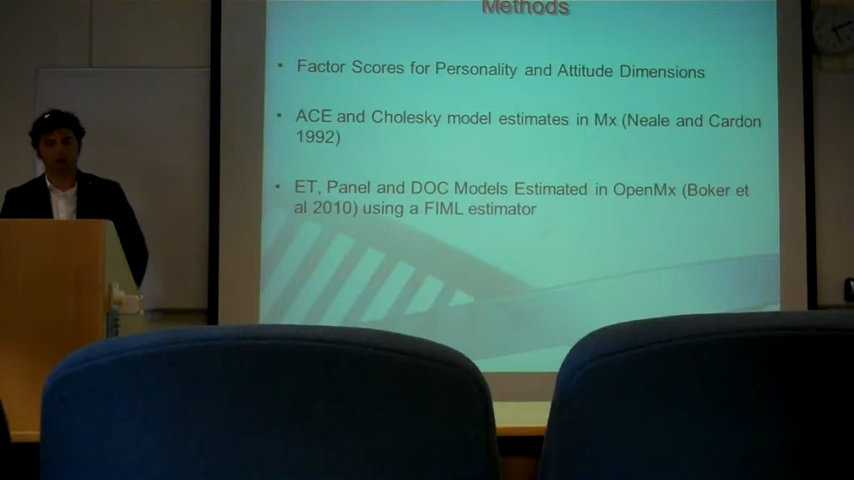 Methods
• Factor Scores for Personality and Attitude Dimensions
• ACE and Cholesky model estimates in Mx (Neale and Cardon
1992)
• ET, Panel and DOC Models Estimated in OpenMx (Boker et
al 2010) using a FIML estimator